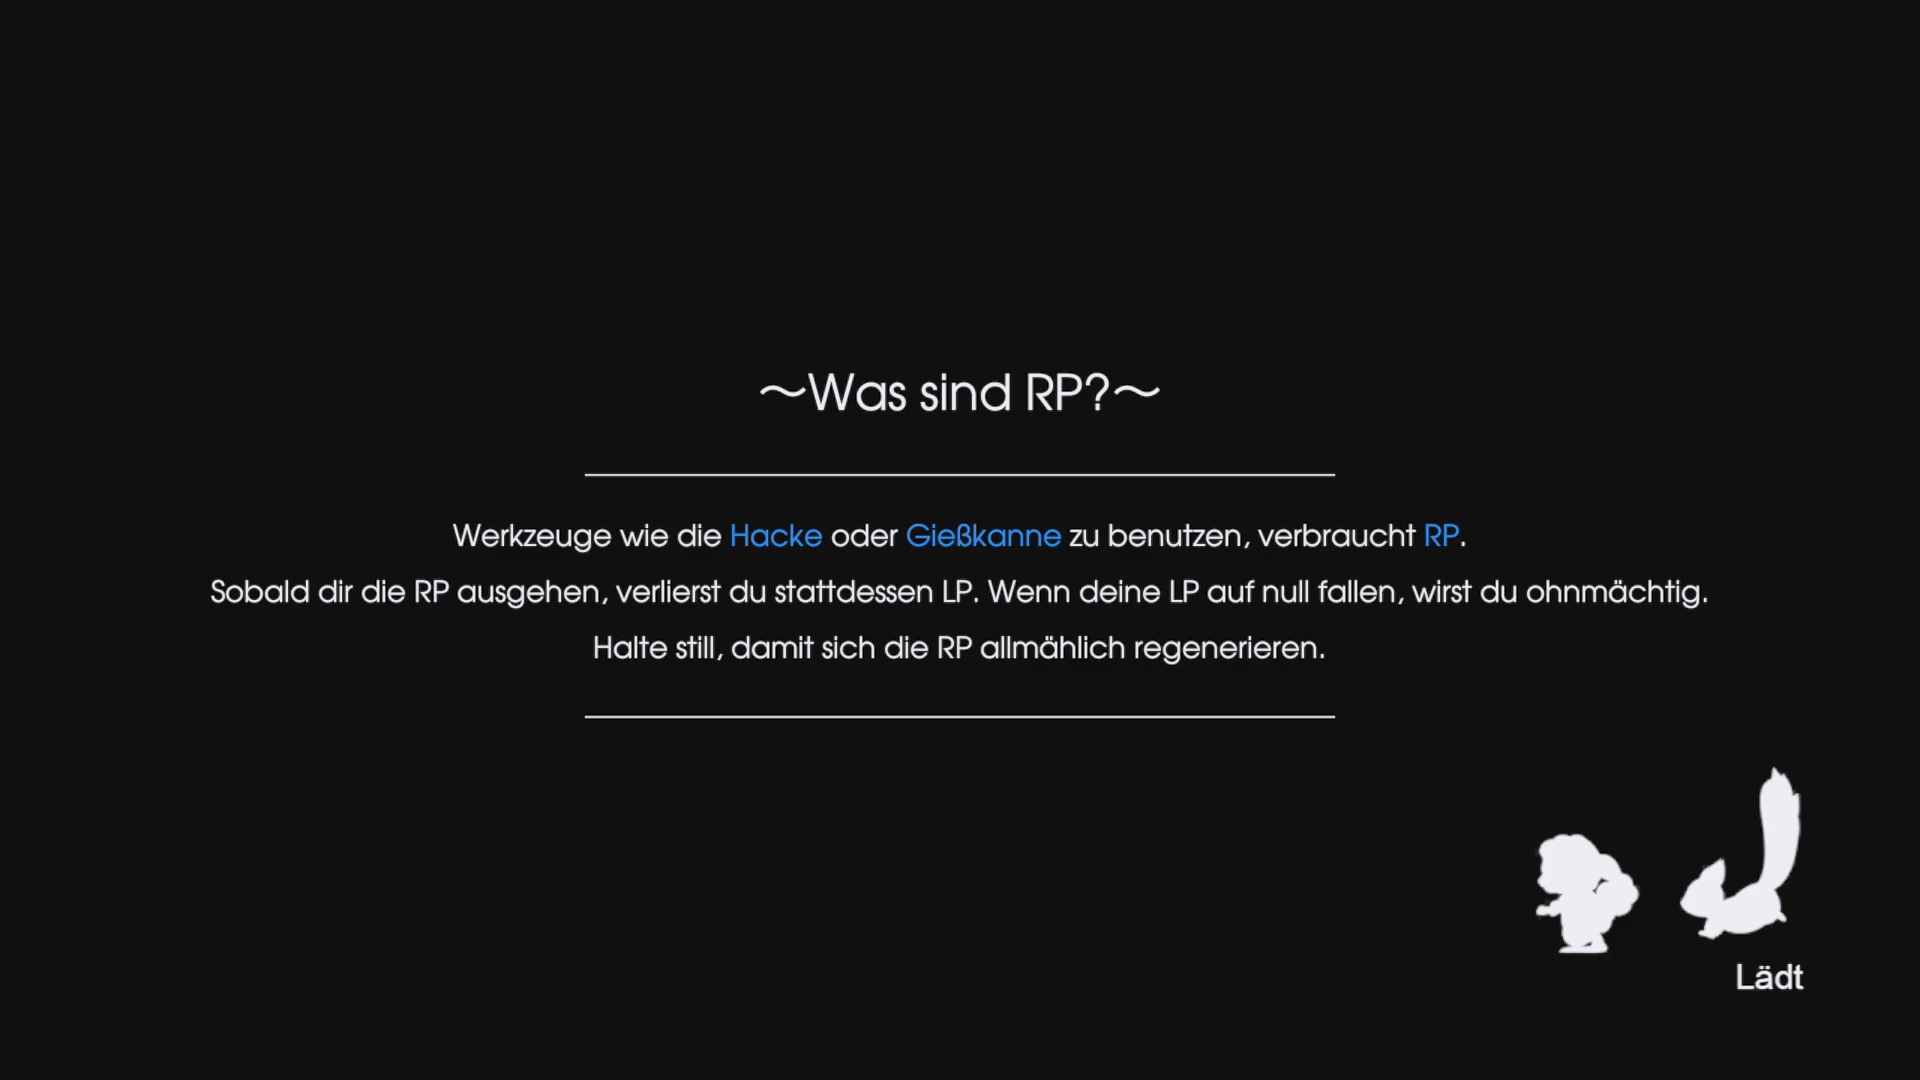 ～Was sind RP?～
Werkzeuge wie die Hacke oder Gießkanne zu benutzen, verbraucht RP.
Sobald dir die RP ausgehen, verlierst du stattdessen LP. Wenn deine LP auf null fallen, wirst du ohnmächtig.
Halte still, damit sich die RP allmählich regenerieren.
Lädt